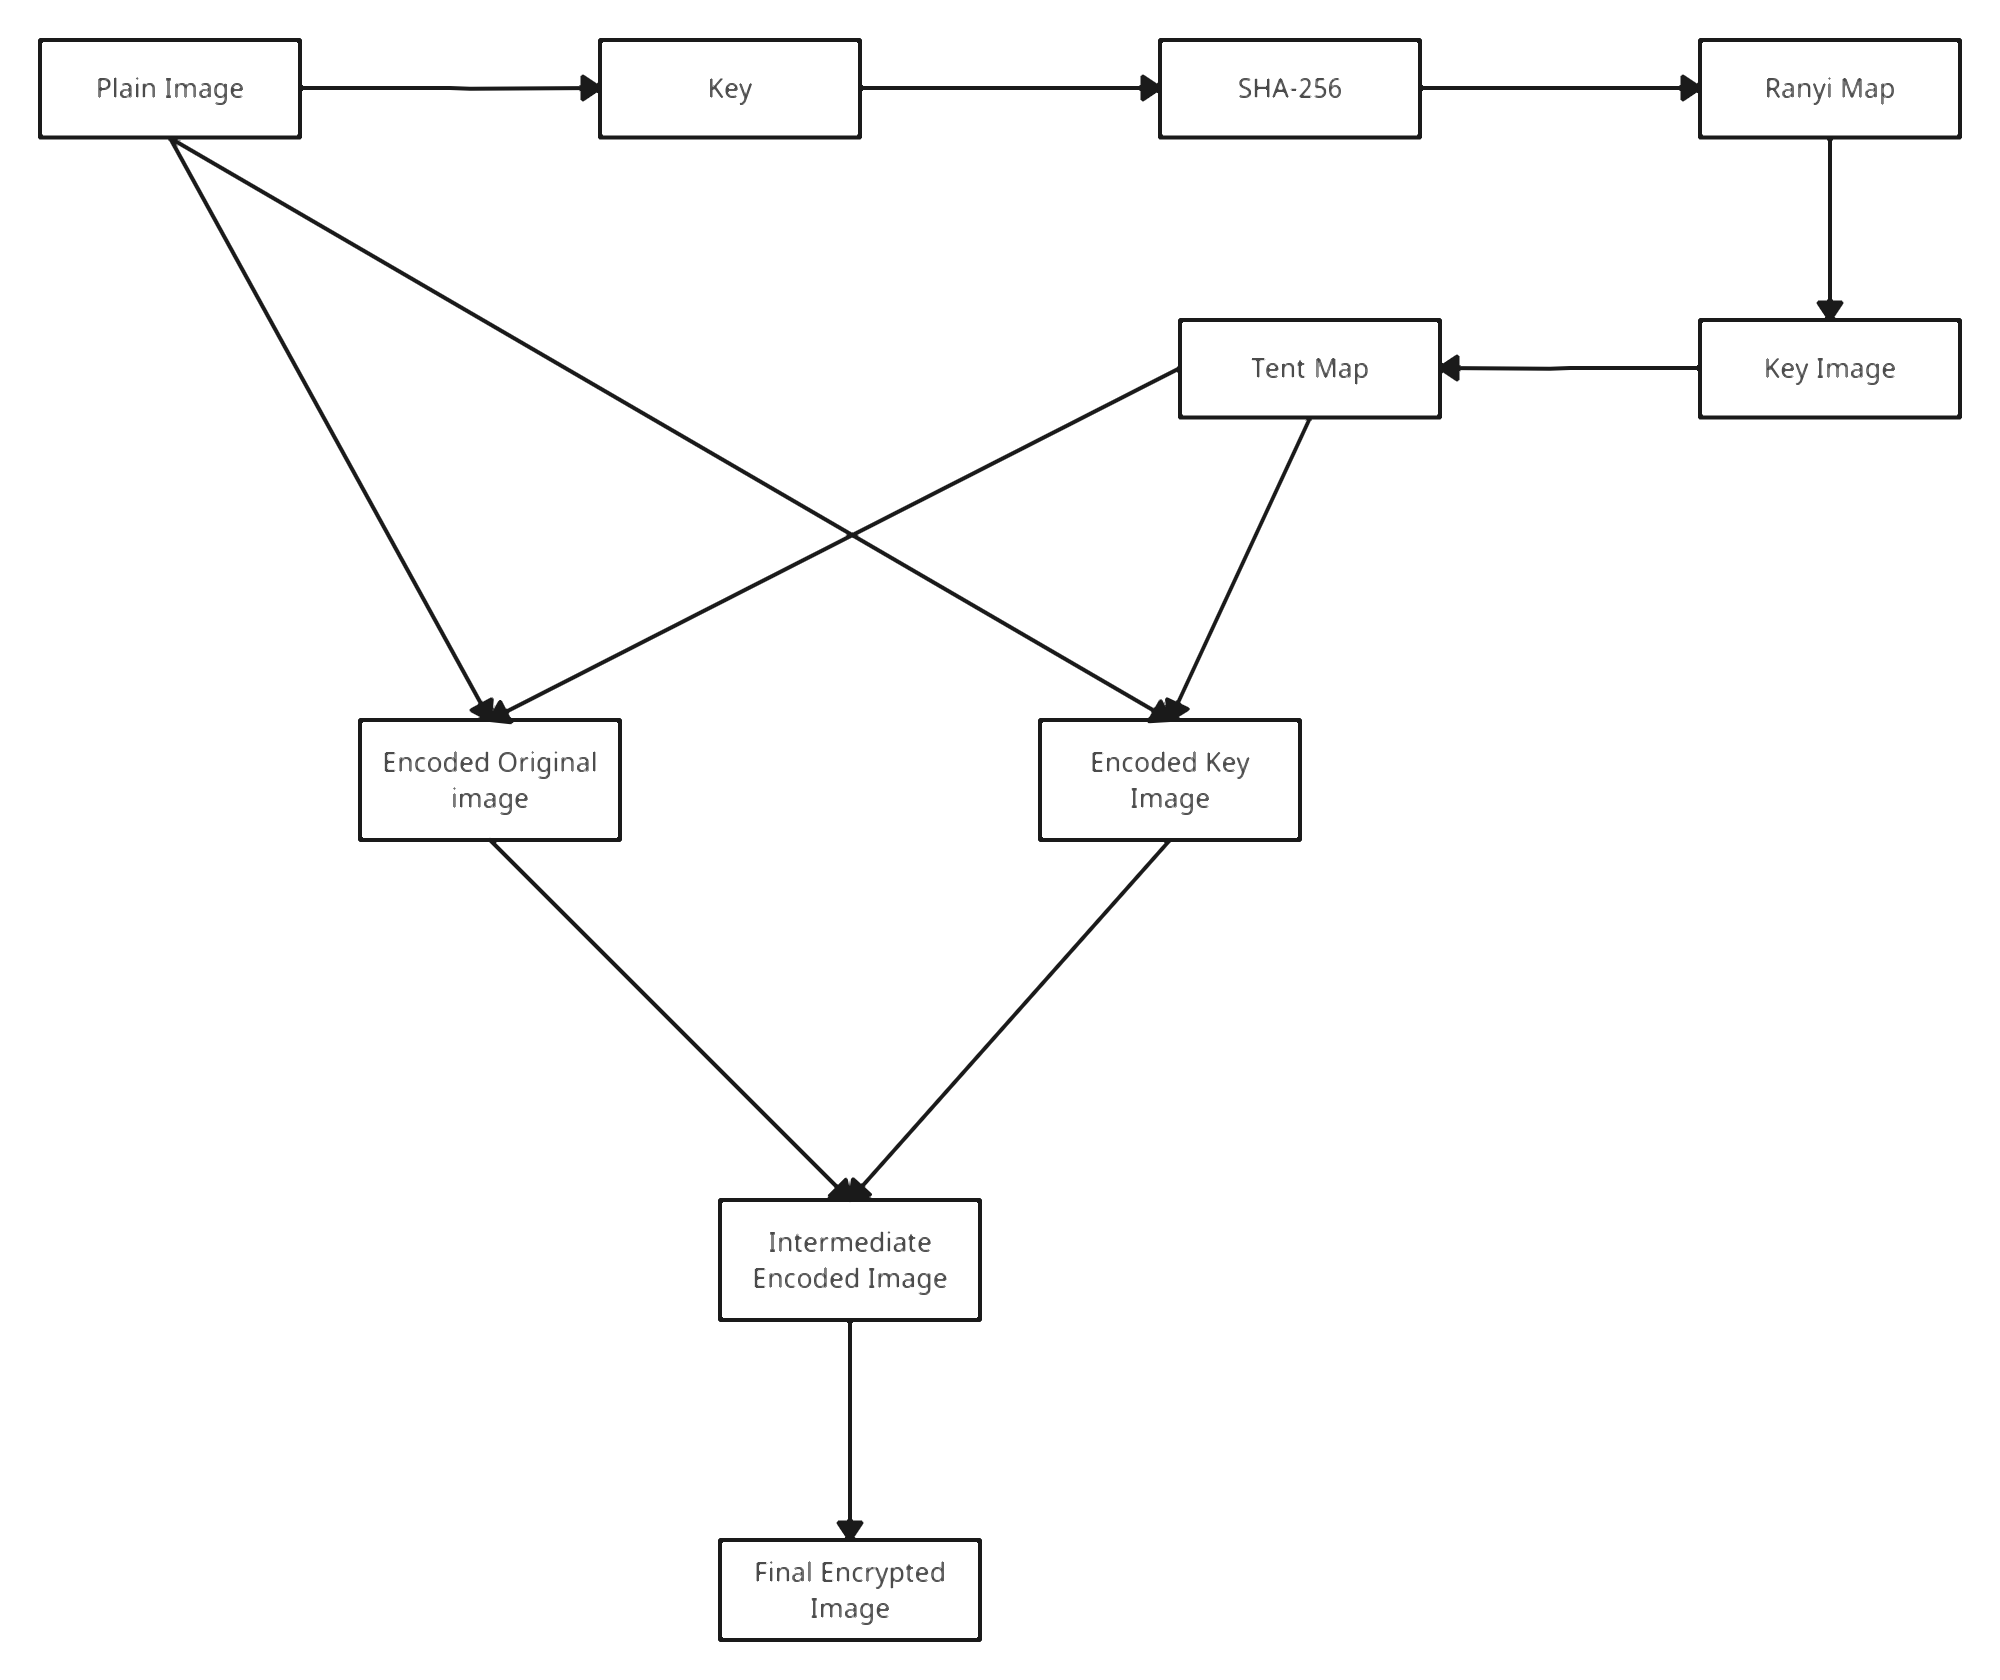 Plain Image
Key
SHA-256
Ranyi Map
Tent Map
Key Image
Encoded Original
image
Encoded Key
Image
Intermediate
Encoded Image
Final Encrypted
Image